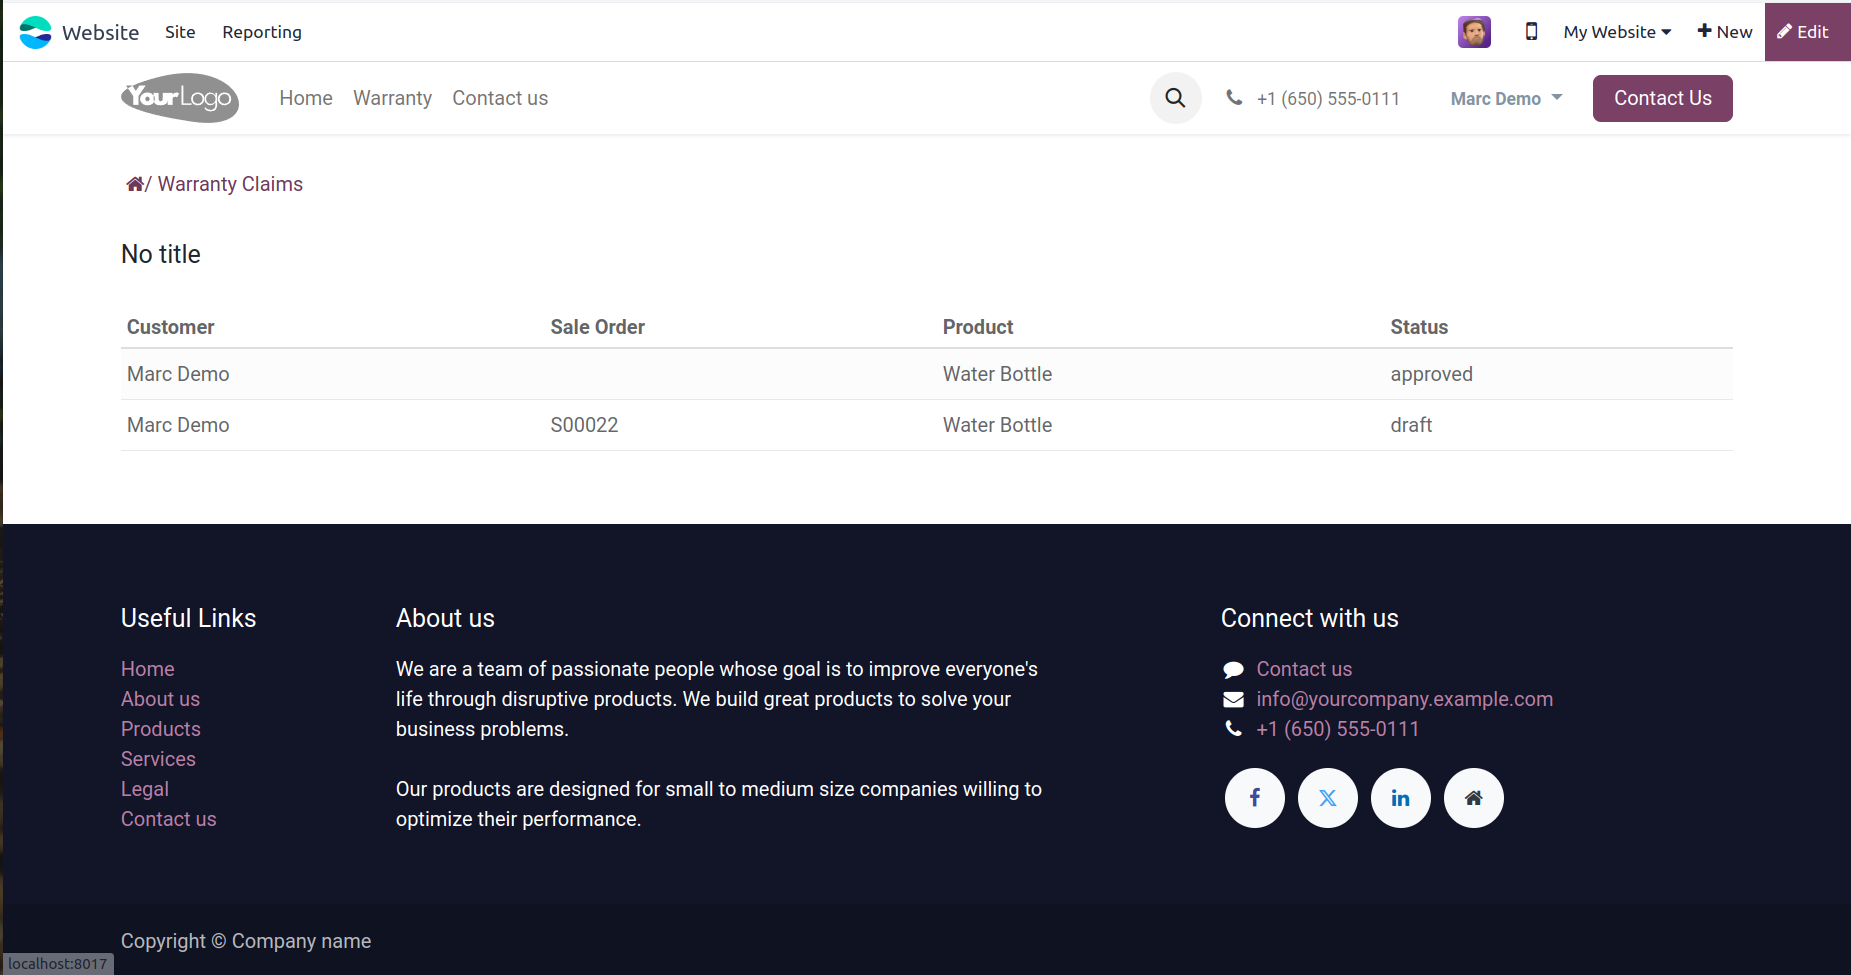 Website Site Reporting My Website New Edit
YourLogo Home Warranty Contact us +1 (650) 555-0111 Marc Demo Contact Us
/ Warranty Claims
No title
Customer Sale Order Product Status
Marc Demo Water Bottle approved
Marc Demo S00022 Water Bottle draft
Useful Links About us Connect with us
Home We are a team of passionate people whose goal is to improve everyone's Contact us
About us life through disruptive products. We build great products to solve your info@yourcompany.example.com
Products business problems. +1 (650) 555-0111
Services
Legal Our products are designed for small to medium size companies willing to
Contact us optimize their performance.
Copyright © Company name
localhost:8017